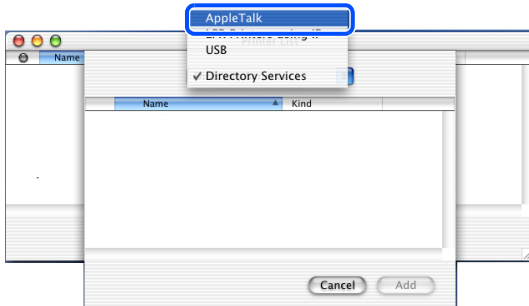 AppleTalk
USB
Directory Services
Name
Name Kind
Cancel Add